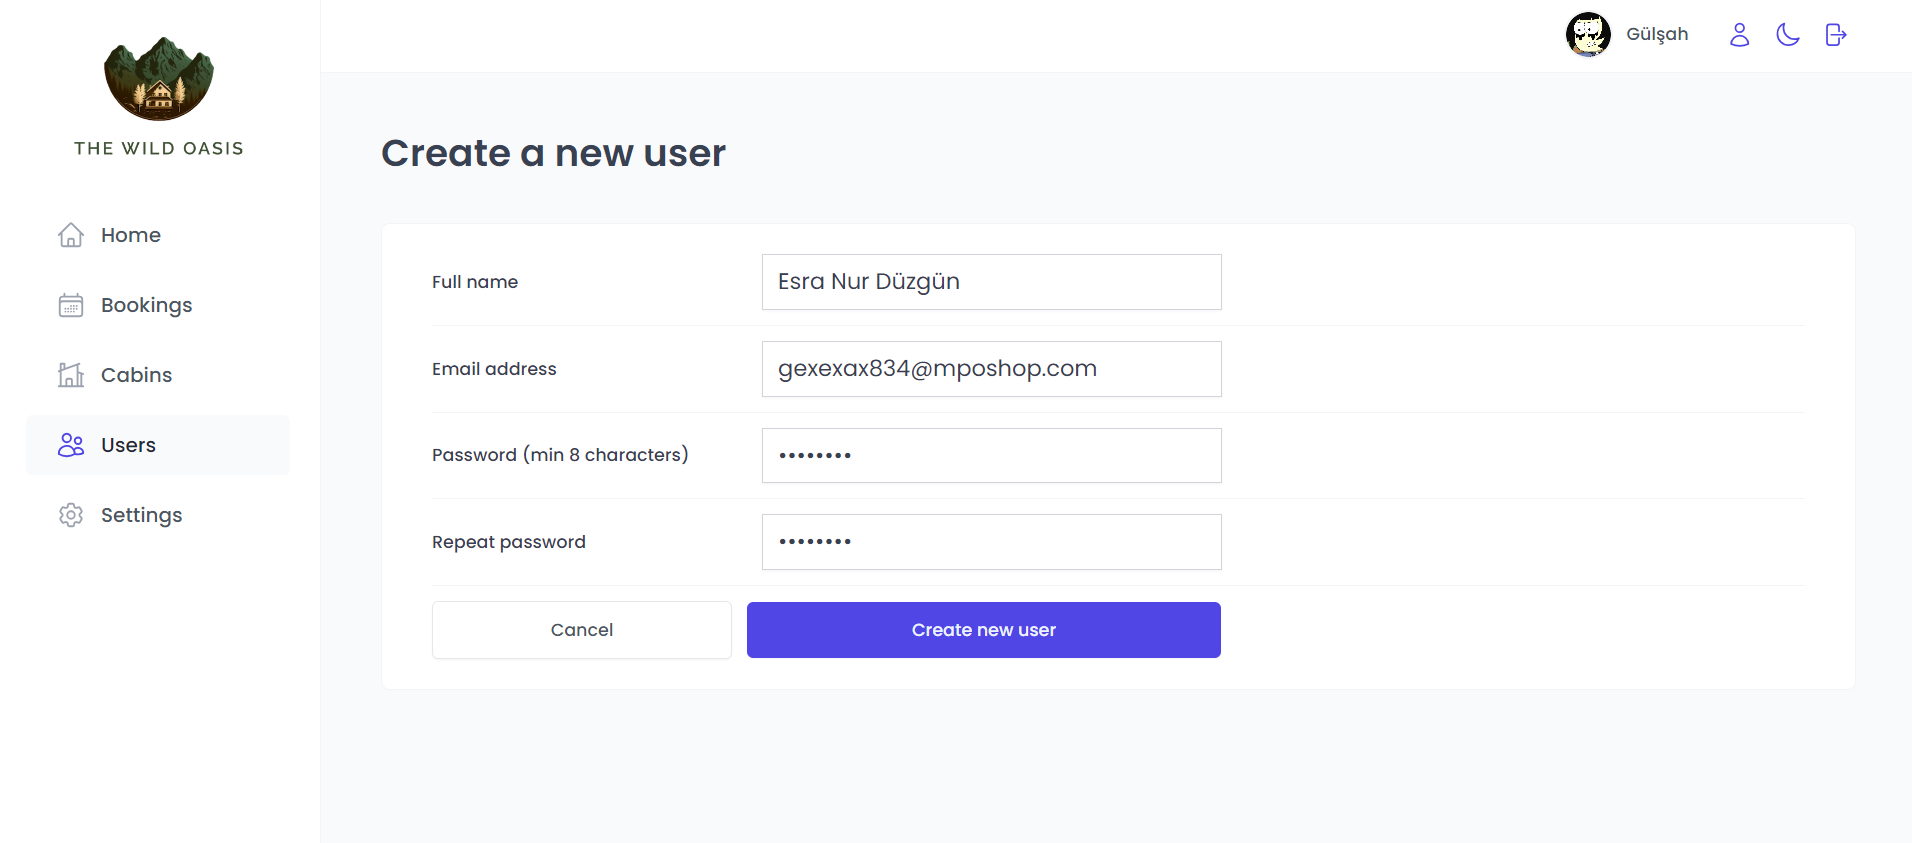 THE WILD OASIS
Home
Bookings
Cabins
Users
Settings
Gülşah
Create a new user
Full name
Esra Nur Düzgün
Email address
gexexax834@mposhop.com
Password (min 8 characters)
••••••••
Repeat password
••••••••
Cancel
Create new user